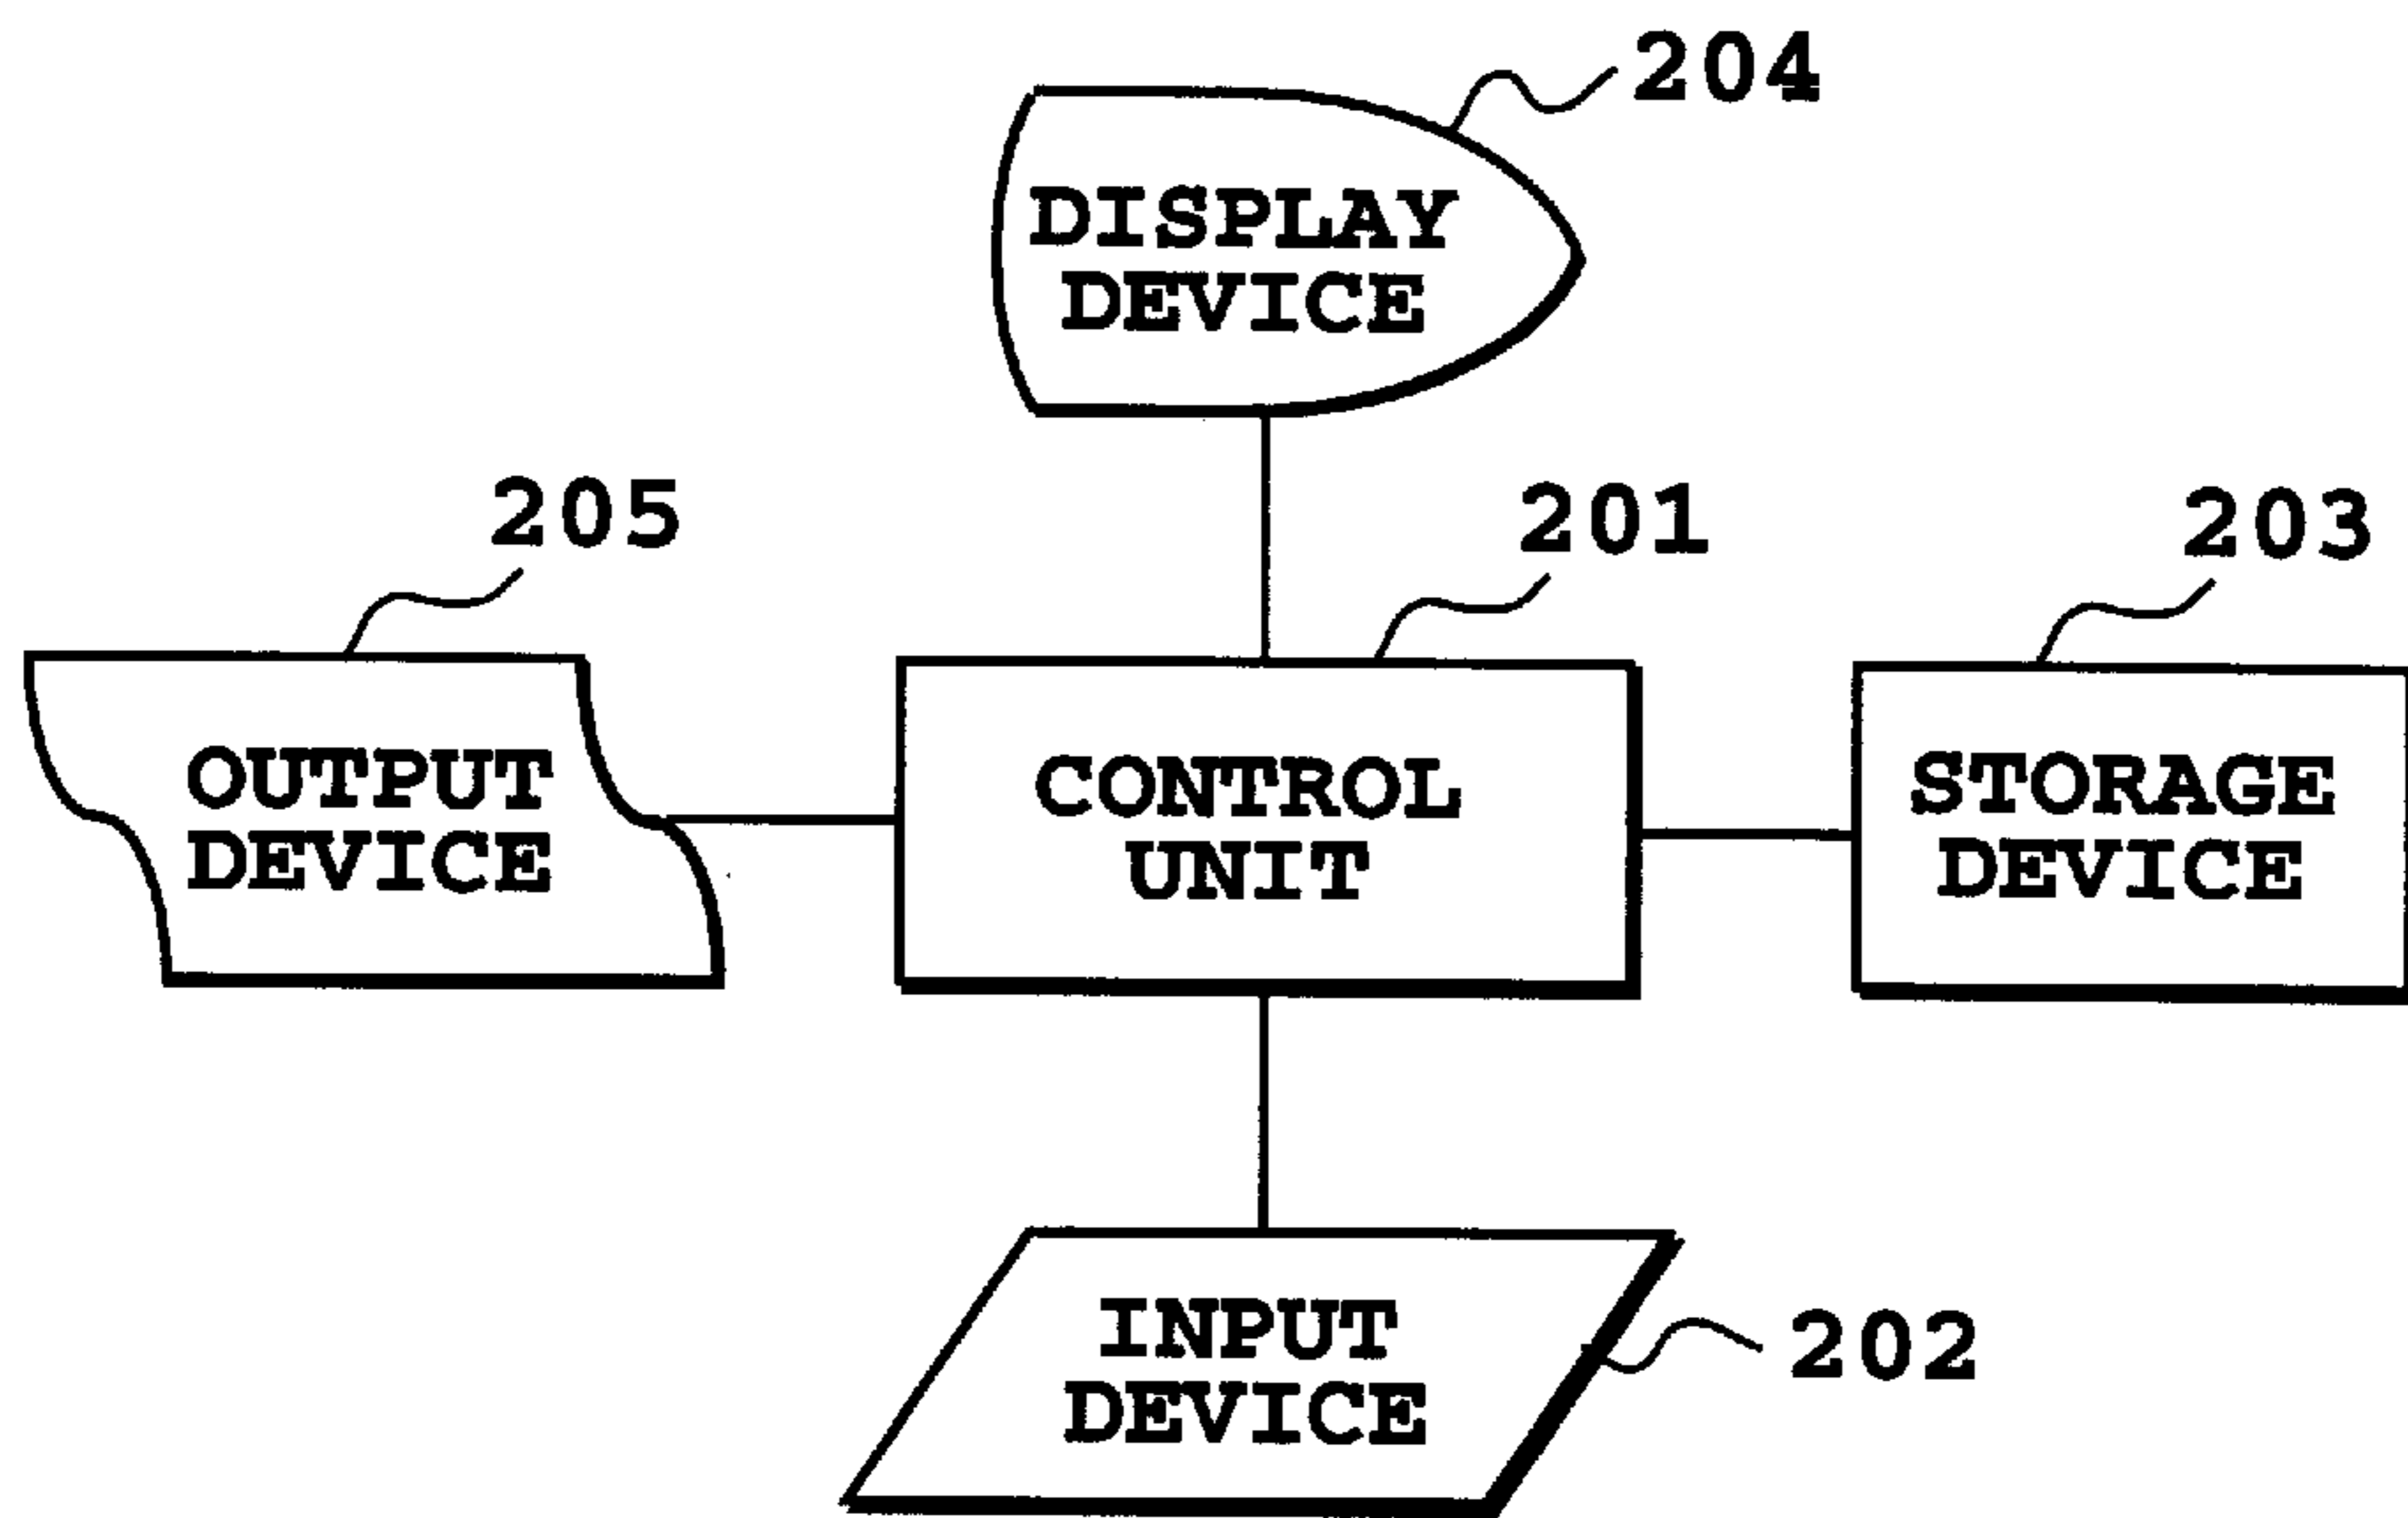 204
DISPLAY
DEVICE
205
201
203
OUTPUT
DEVICE
CONTROL
UNIT
STORAGE
DEVICE
INPUT
DEVICE
202